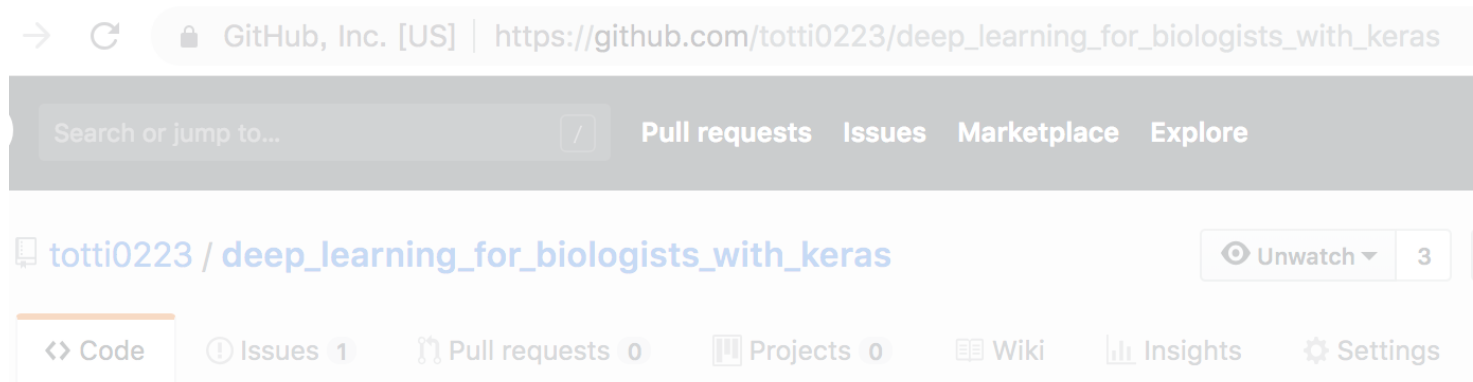 GitHub, Inc. [US] https://github.com/totti0223/deep_learning_for_biologists_with_keras
Search or jump to... / Pull requests Issues Marketplace Explore
totti0223 / deep_learning_for_biologists_with_keras Unwatch 3
<> Code Issues 1 Pull requests 0 Projects 0 Wiki Insights Settings